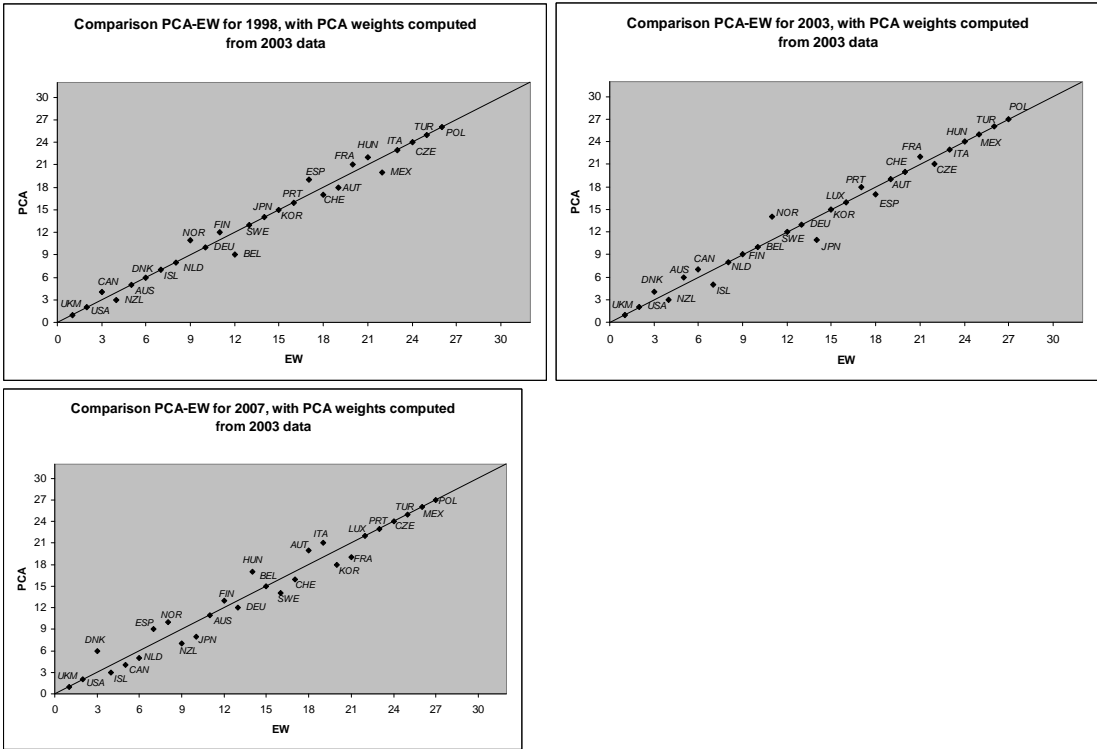 Comparison PCA-EW for 1998, with PCA weights computed
from 2003 data
30
27
24
21
18
15
12
9
6
3
0
PCA
UKM
USA
CAN
NZL
AUS
DNK
ISL
NLD
NOR
DEU
FIN
BEL
SWE
JPN
KOR
PRT
ESP
CHE
AUT
FRA
HUN
MEX
ITA
CZE
TUR
POL
0 3 6 9 12 15 18 21 24 27 30
EW
Comparison PCA-EW for 2003, with PCA weights computed
from 2003 data
30
27
24
21
18
15
12
9
6
3
0
PCA
UKM
USA
DNK
NZL
AUS
CAN
ISL
NLD
FIN
BEL
NOR
SWE
DEU
JPN
LUX
KOR
PRT
ESP
AUT
CHE
FRA
CZE
ITA
HUN
MEX
TUR
POL
0 3 6 9 12 15 18 21 24 27 30
EW
Comparison PCA-EW for 2007, with PCA weights computed
from 2003 data
30
27
24
21
18
15
12
9
6
3
0
PCA
UKM
USA
DNK
ISL
CAN
NLD
ESP
NOR
NZL
JPN
AUS
FIN
DEU
HUN
BEL
SWE
CHE
AUT
ITA
KOR
FRA
LUX
PRT
CZE
TUR
MEX
POL
0 3 6 9 12 15 18 21 24 27 30
EW